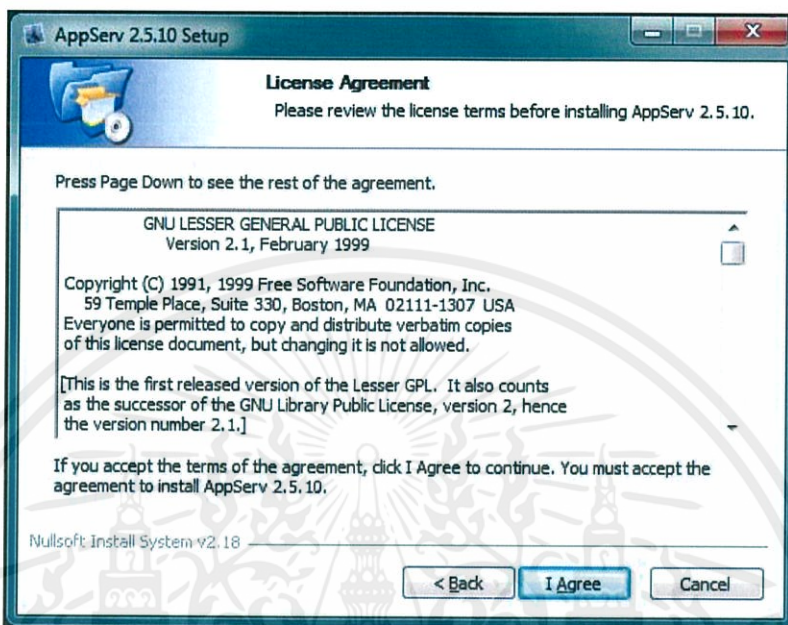 AppServ 2.5.10 Setup
License Agreement
Please review the license terms before installing AppServ 2.5.10.
Press Page Down to see the rest of the agreement.
GNU LESSER GENERAL PUBLIC LICENSE
Version 2.1, February 1999
Copyright (C) 1991, 1999 Free Software Foundation, Inc.
59 Temple Place, Suite 330, Boston, MA 02111-1307 USA
Everyone is permitted to copy and distribute verbatim copies
of this license document, but changing it is not allowed.
[This is the first released version of the Lesser GPL. It also counts
as the successor of the GNU Library Public License, version 2, hence
the version number 2.1.]
If you accept the terms of the agreement, click I Agree to continue. You must accept the
agreement to install AppServ 2.5.10.
Nullsoft Install System v2.18
< Back I Agree Cancel